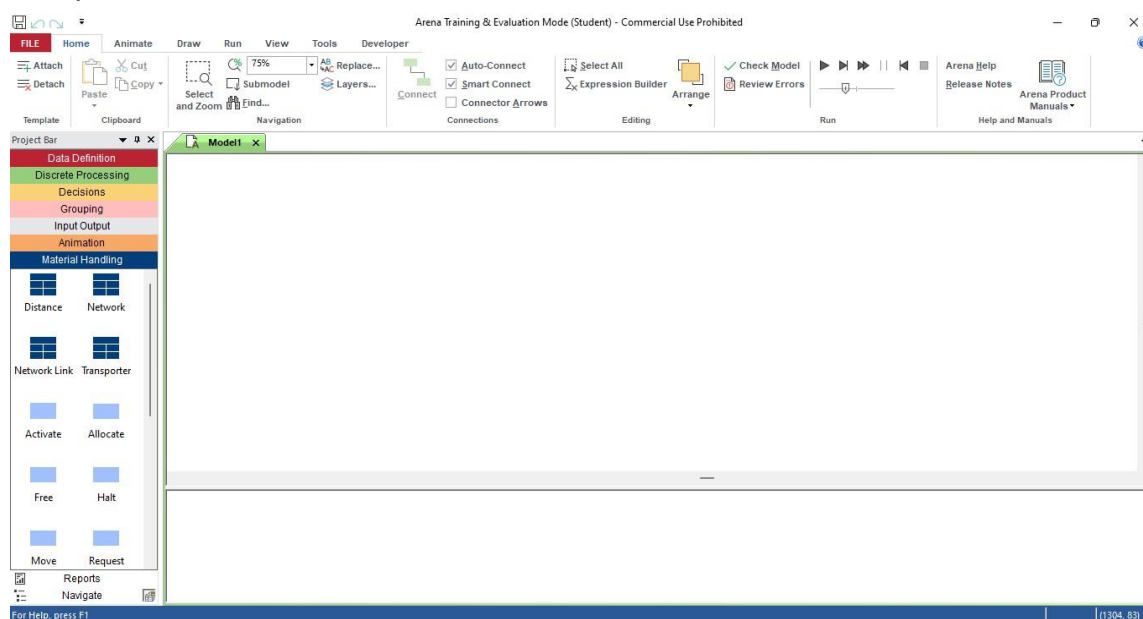 Arena Training & Evaluation Mode (Student) - Commercial Use Prohibited
FILE Home Animate Draw Run View Tools Developer
Attach
Detach
Template
Paste
Cut
Copy
Clipboard
Select
and Zoom
75%
Submodel
Find...
Replace...
Layers...
Navigation
Connect
Auto-Connect
Smart Connect
Connector Arrows
Connections
Select All
Expression Builder
Arrange
Editing
Check Model
Review Errors
Run
Arena Help
Release Notes
Arena Product
Manuals
Help and Manuals
Project Bar
Model1
Data Definition
Discrete Processing
Decisions
Grouping
Input Output
Animation
Material Handling
Distance Network
Network Link Transporter
Activate Allocate
Free Halt
Move Request
Reports
Navigate
For Help, press F1
(1304, 83)